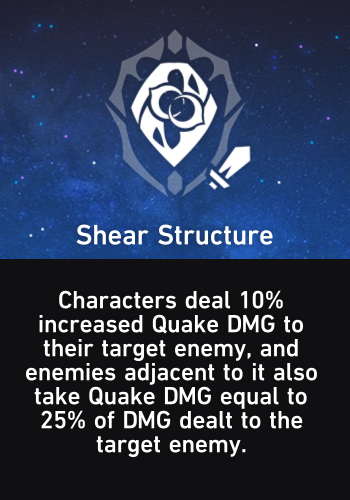 Shear Structure
Characters deal 10%
increased Quake DMG to
their target enemy, and
enemies adjacent to it also
take Quake DMG equal to
25% of DMG dealt to the
target enemy.